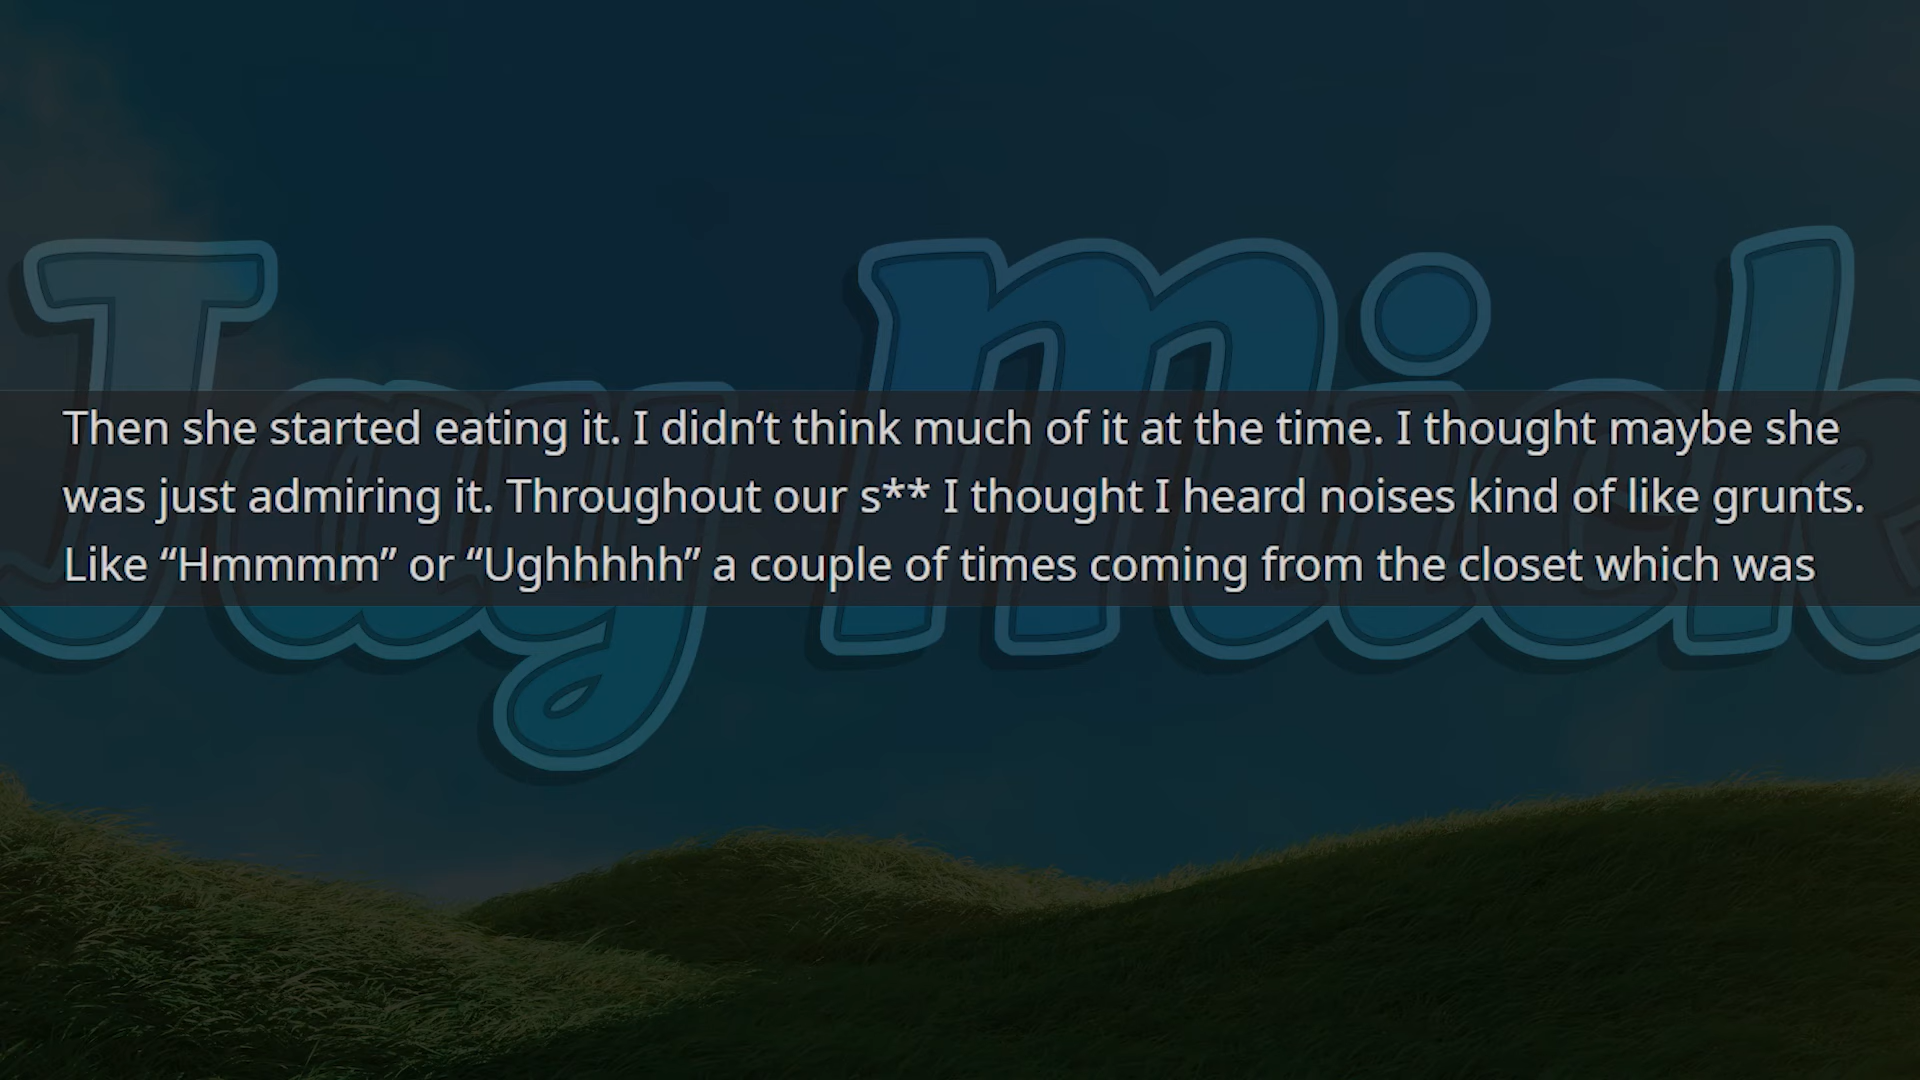 Jay Mick
Then she started eating it. I didn’t think much of it at the time. I thought maybe she
was just admiring it. Throughout our s** I thought I heard noises kind of like grunts.
Like “Hmmmm” or “Ughhhhh” a couple of times coming from the closet which was